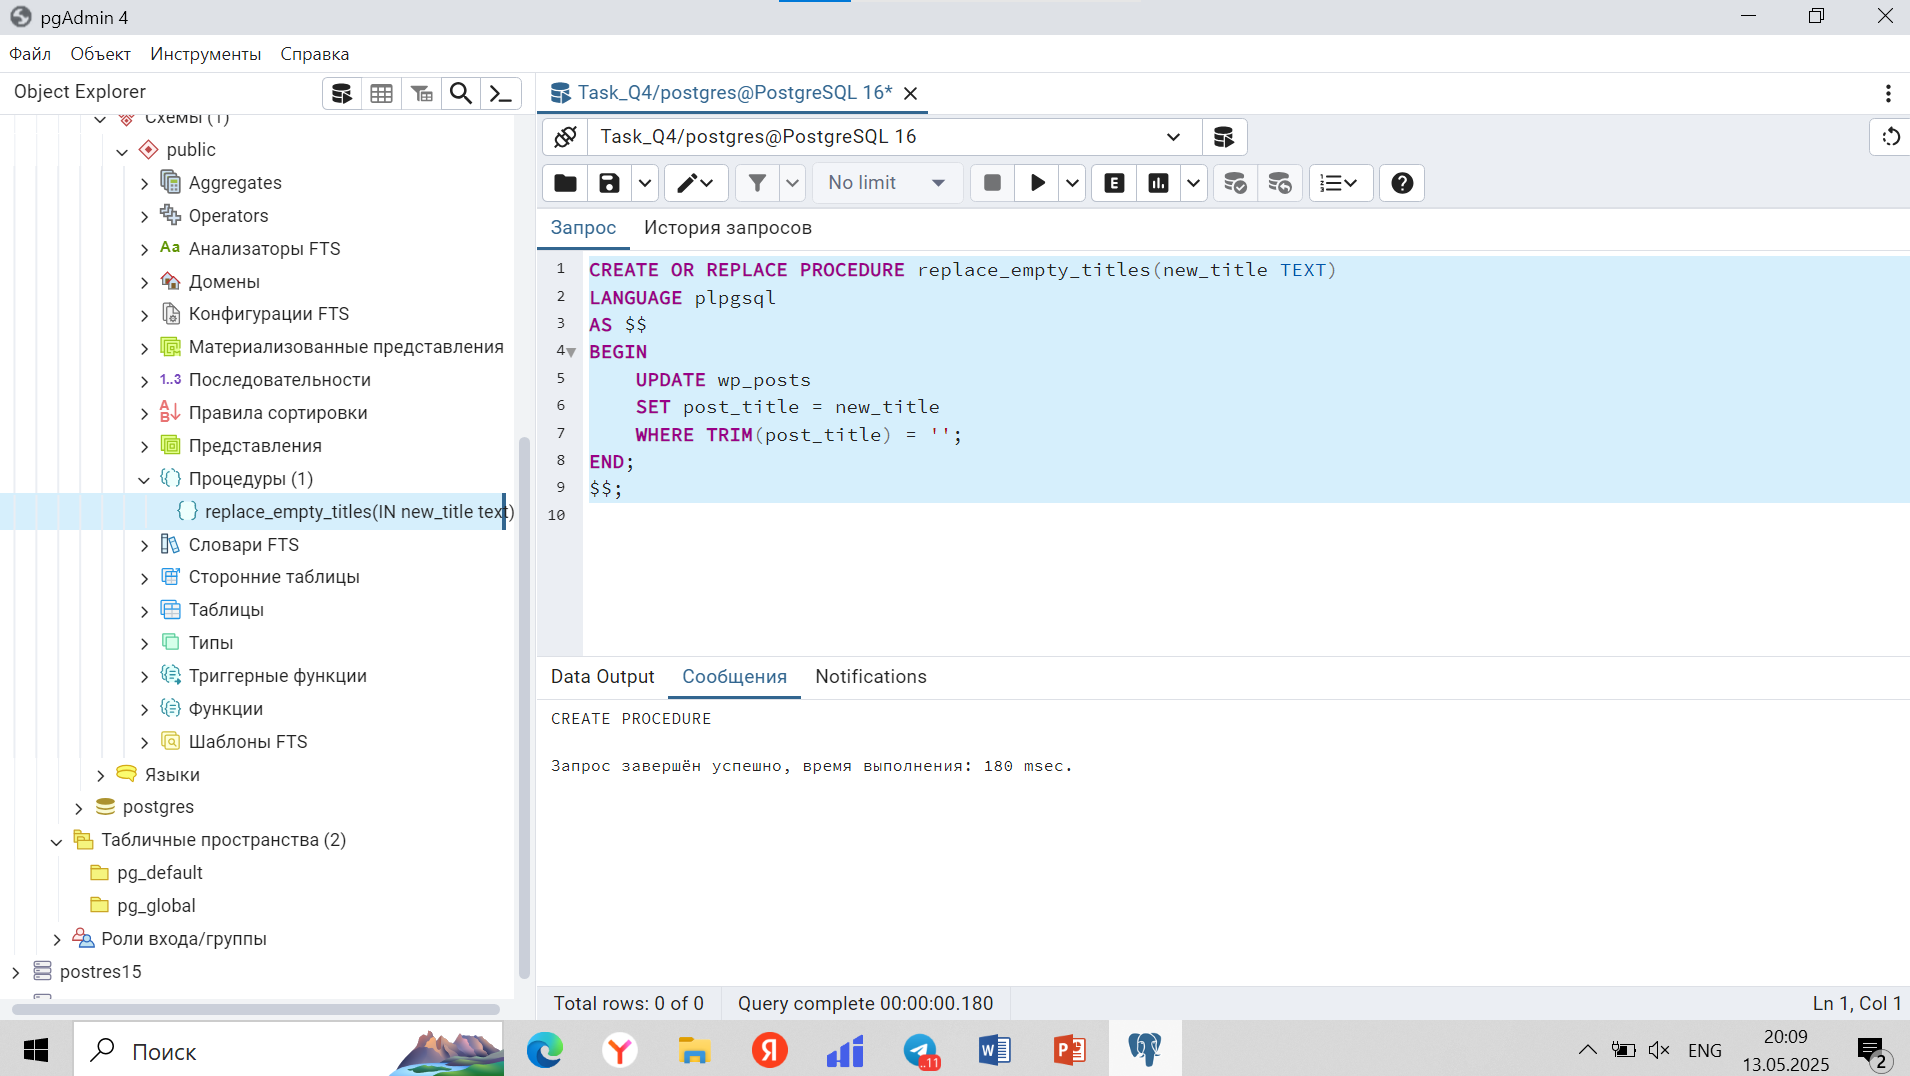 pgAdmin 4
Файл Объект Инструменты Справка
Object Explorer
Схемы (1)
public
Aggregates
Operators
Aa Анализаторы FTS
Домены
Конфигурации FTS
Материализованные представления
1..3 Последовательности
Правила сортировки
Представления
Процедуры (1)
replace_empty_titles(IN new_title text)
Словари FTS
Сторонние таблицы
Таблицы
Типы
Триггерные функции
Функции
Шаблоны FTS
Языки
postgres
Табличные пространства (2)
pg_default
pg_global
Роли входа/группы
postres15
Task_Q4/postgres@PostgreSQL 16*
Task_Q4/postgres@PostgreSQL 16
No limit
E
Запрос История запросов
1 CREATE OR REPLACE PROCEDURE replace_empty_titles(new_title TEXT)
2 LANGUAGE plpgsql
3 AS $$
4 BEGIN
5 UPDATE wp_posts
6 SET post_title = new_title
7 WHERE TRIM(post_title) = '';
8 END;
9 $$;
10
Data Output Сообщения Notifications
CREATE PROCEDURE
Запрос завершён успешно, время выполнения: 180 msec.
Total rows: 0 of 0 Query complete 00:00:00.180 Ln 1, Col 1
Поиск
..11
ENG
20:09
13.05.2025
2